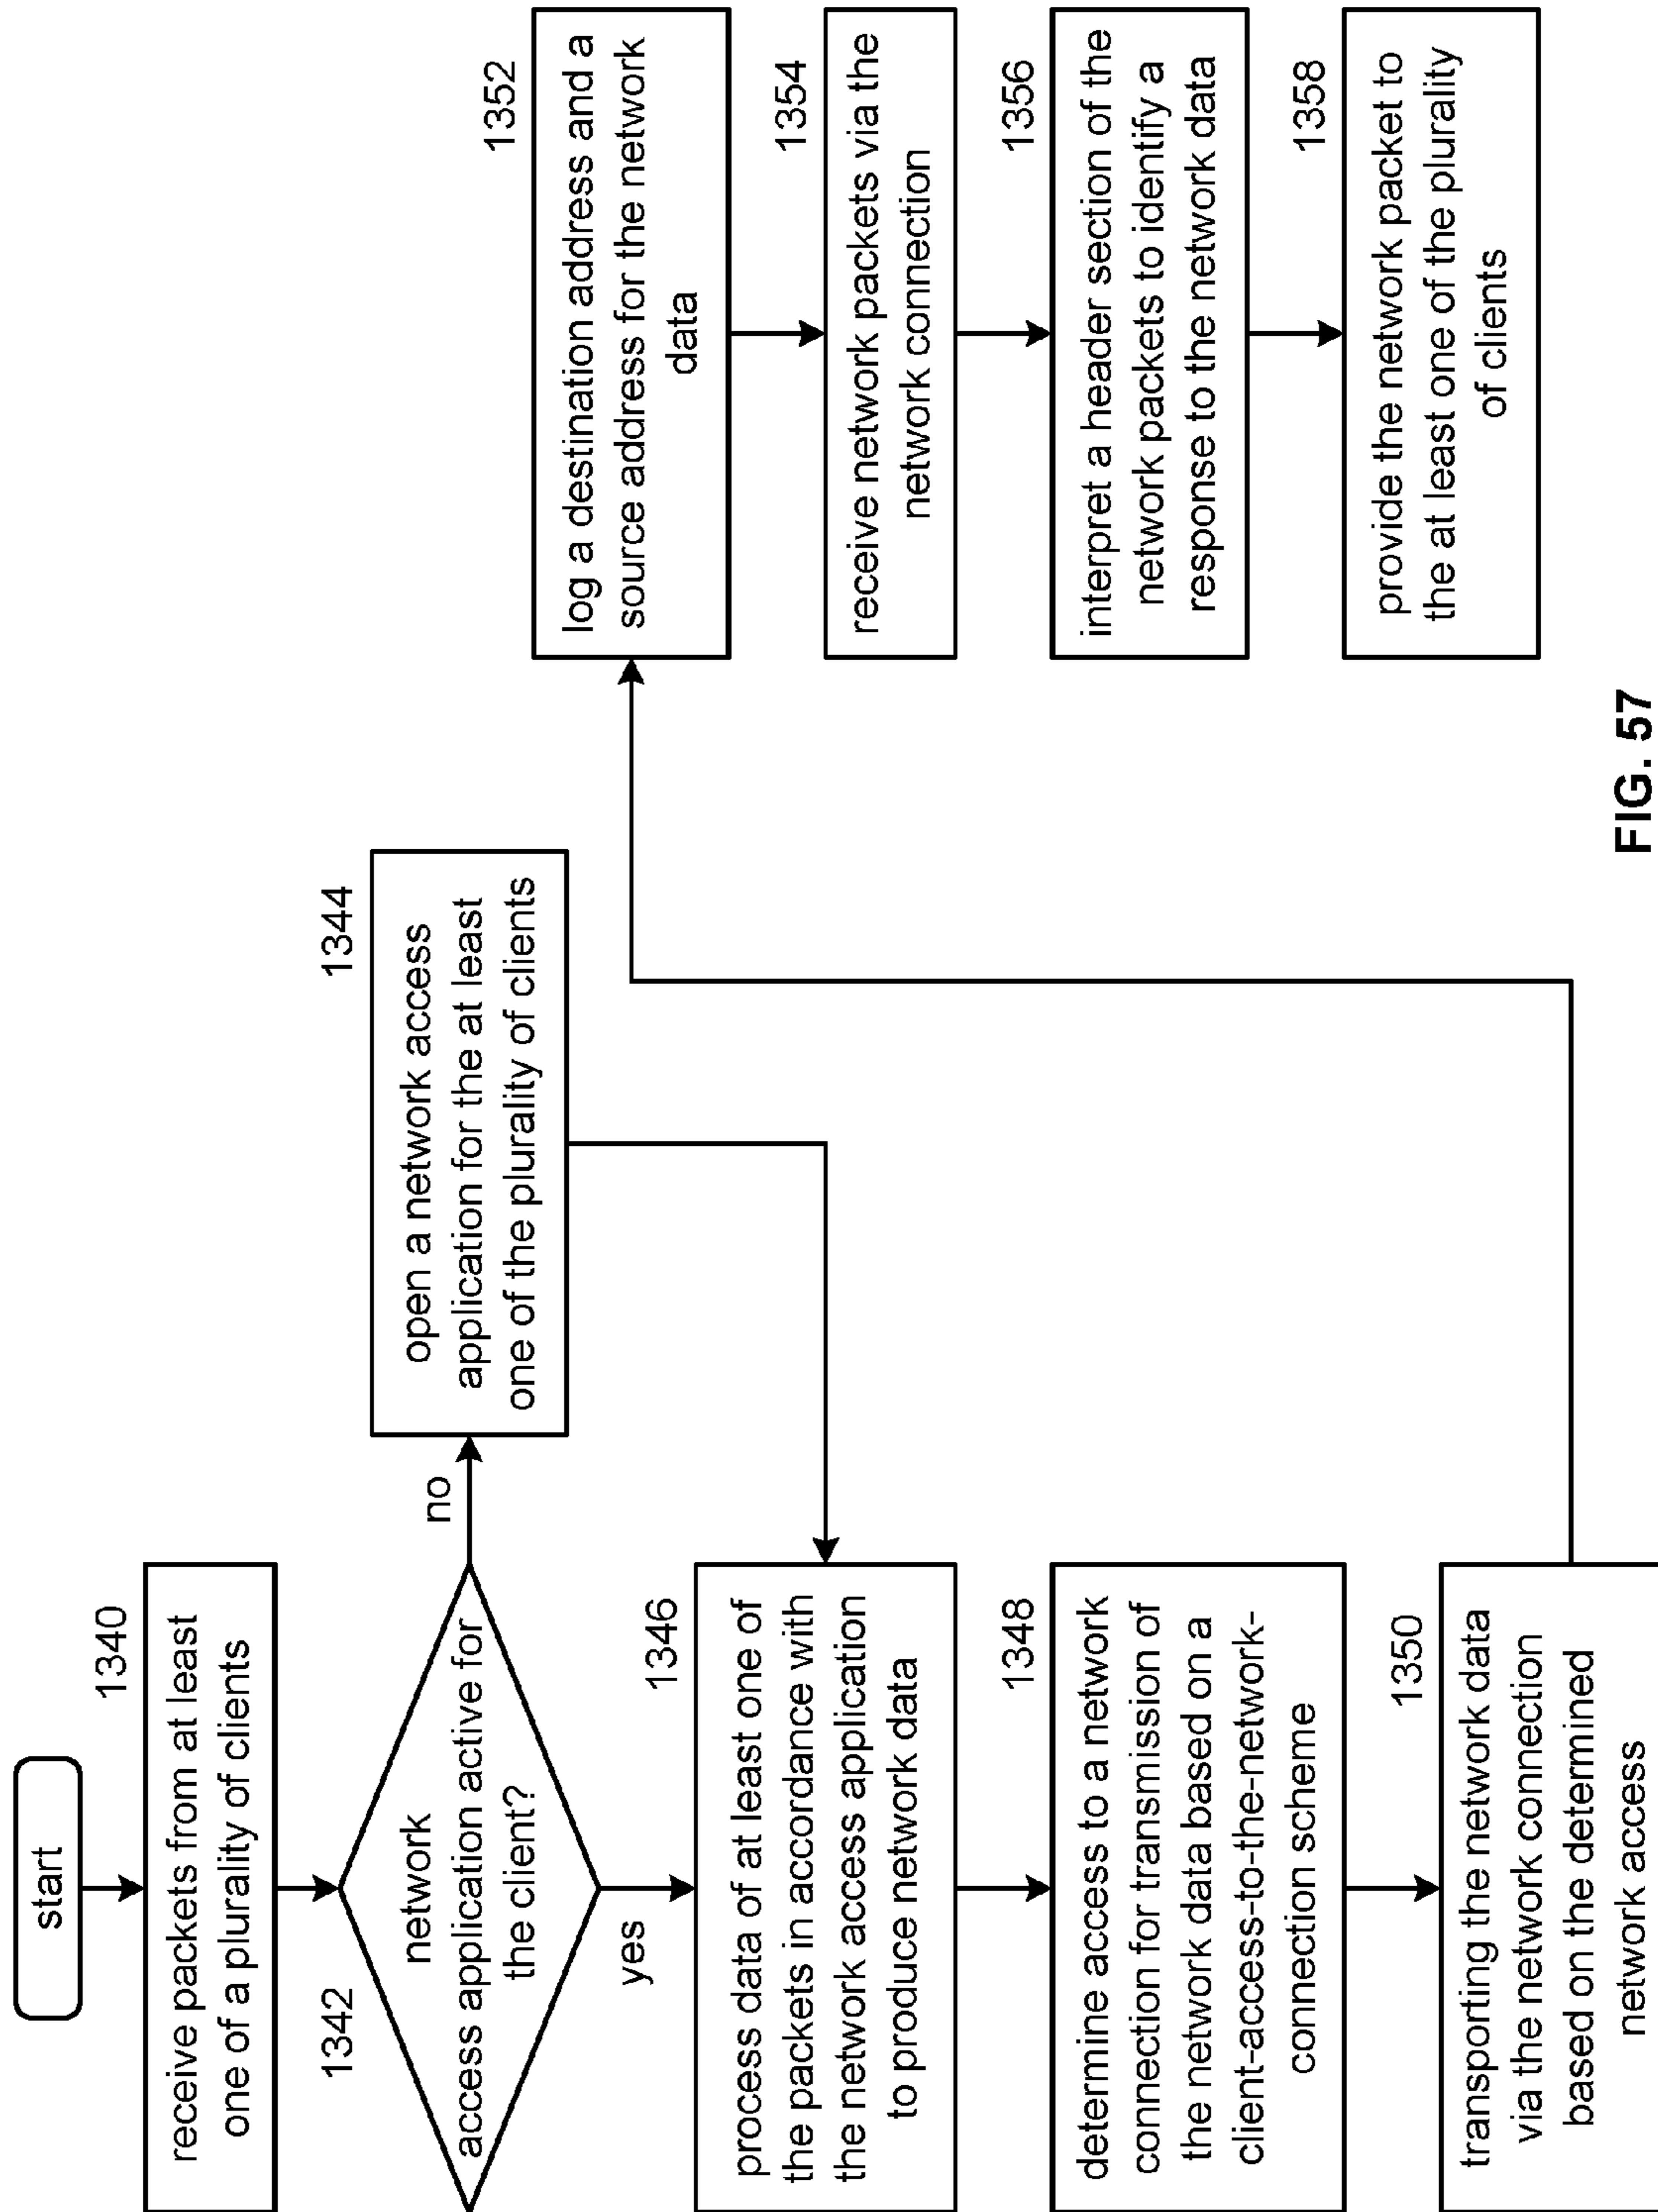 start
1340
receive packets from at least
one of a plurality of clients
1342
network
access application active for
the client?
no
yes
1344
open a network access
application for the at least
one of the plurality of clients
1346
process data of at least one of
the packets in accordance with
the network access application
to produce network data
1348
determine access to a network
connection for transmission of
the network data based on a
client-access-to-the-network-
connection scheme
1350
transporting the network data
via the network connection
based on the determined
network access
1352
log a destination address and a
source address for the network
data
1354
receive network packets via the
network connection
1356
interpret a header section of the
network packets to identify a
response to the network data
1358
provide the network packet to
the at least one of the plurality
of clients
FIG. 57